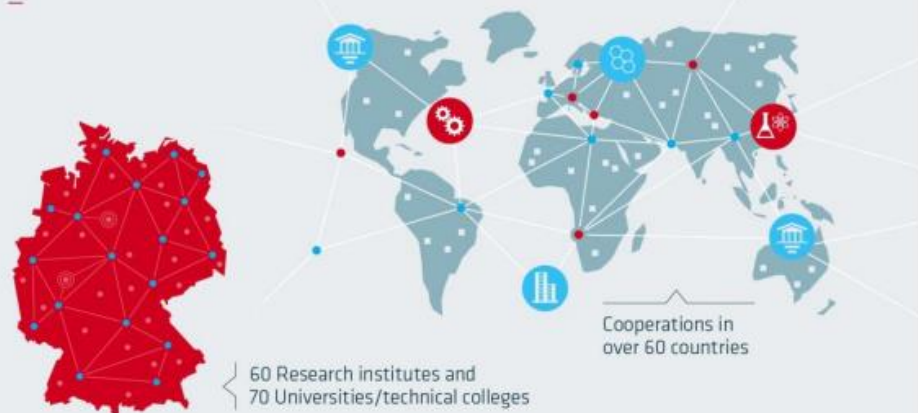 Cooperations in
over 60 countries
60 Research institutes and
70 Universities/technical colleges